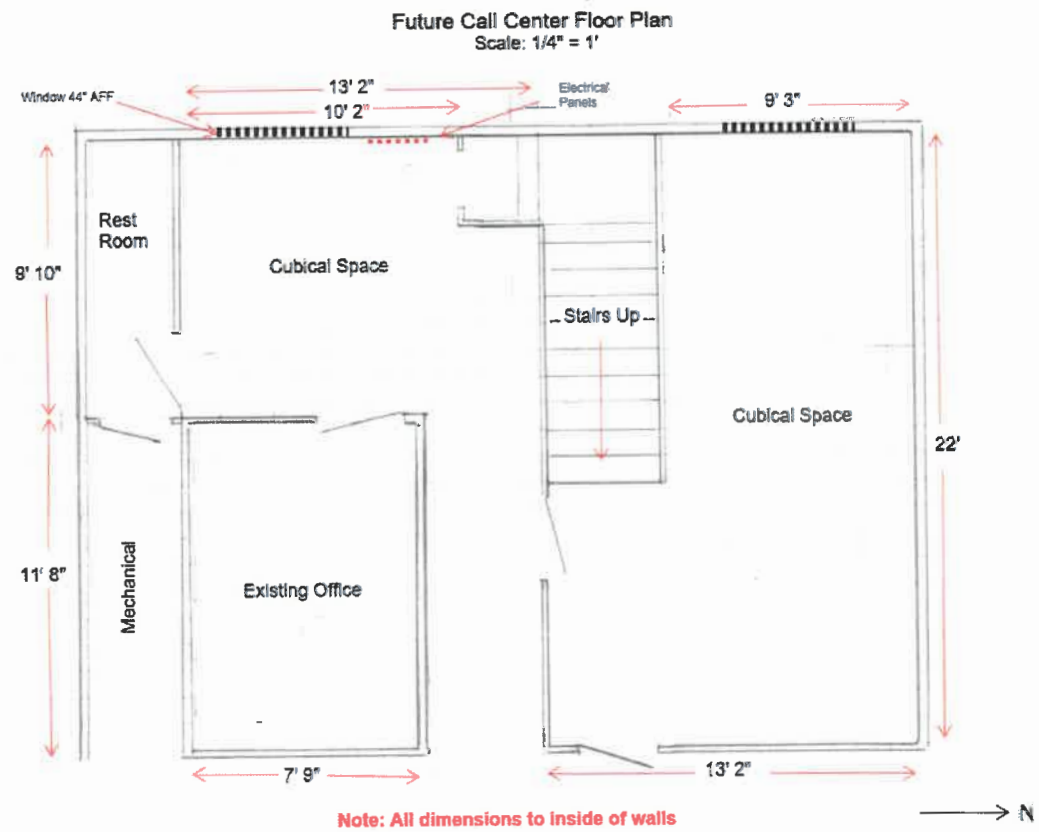 Future Call Center Floor Plan
Scale: 1/4" = 1'
Window 44" AFF
13' 2"
10' 2"
Electrical
Panels
9' 3"
Rest
Room
9' 10"
Cubical Space
Stairs Up
Cubical Space
22'
11' 8"
Mechanical
Existing Office
7' 9"
13' 2"
Note: All dimensions to inside of walls
N